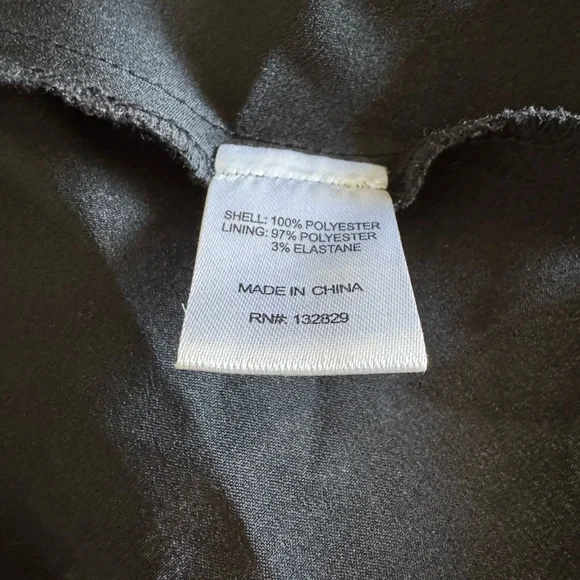 SHELL: 100% POLYESTER
LINING: 97% POLYESTER
3% ELASTANE
MADE IN CHINA
RN#: 132829